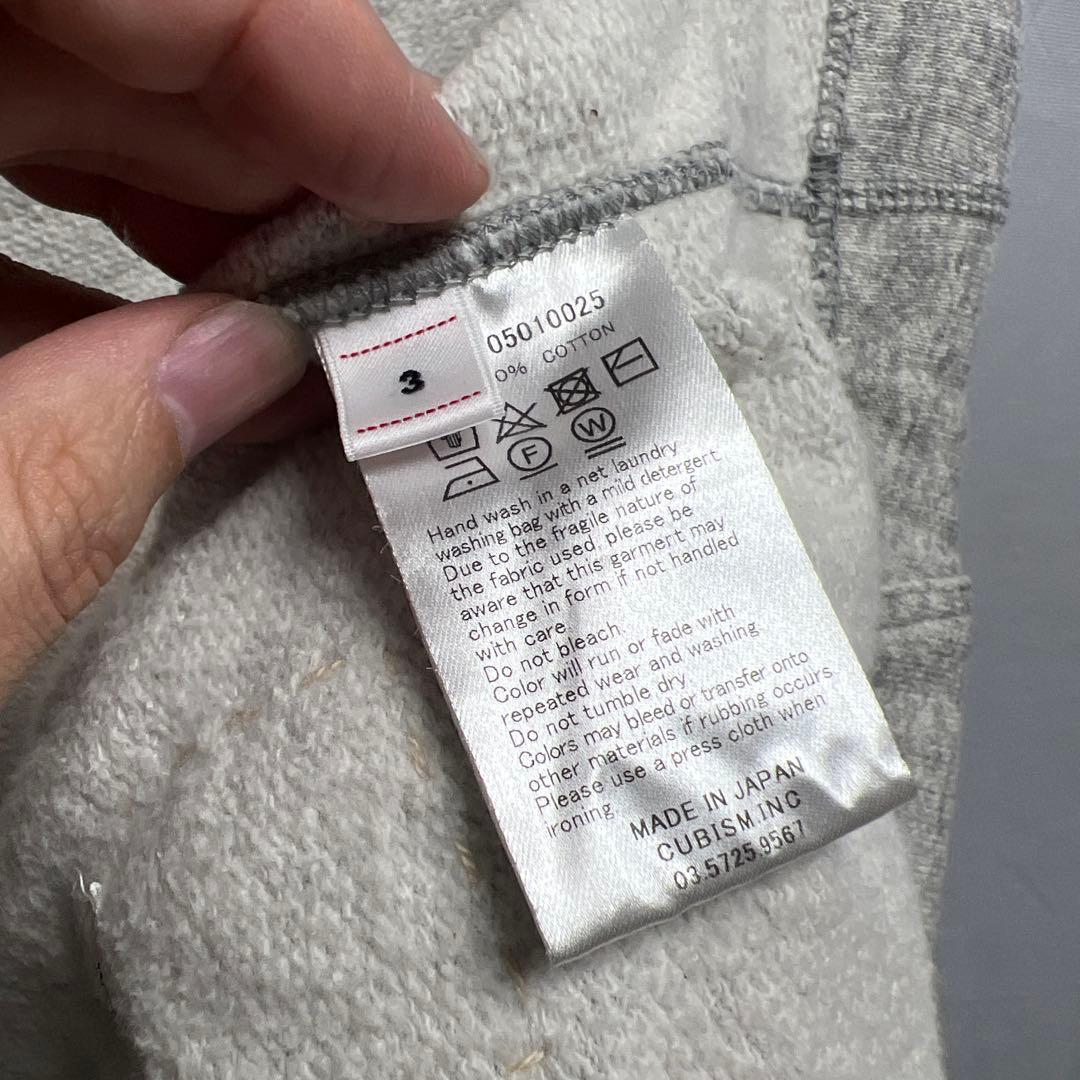 3
05010025
0% COTTON
F
W
Hand wash in a net laundry
washing bag with a mild detergert
Due to the fragile nature of
the fabric used, please be
aware that this garment may
change in form if not handled
with care.
Do not bleach.
Color will run or fade with
repeated wear and washing
Do not tumble dry
Colors may bleed or transfer onto
other materials if rubbing occurs.
Please use a press cloth when
ironing.
MADE IN JAPAN
CUBISM.INC
03.5725.9567